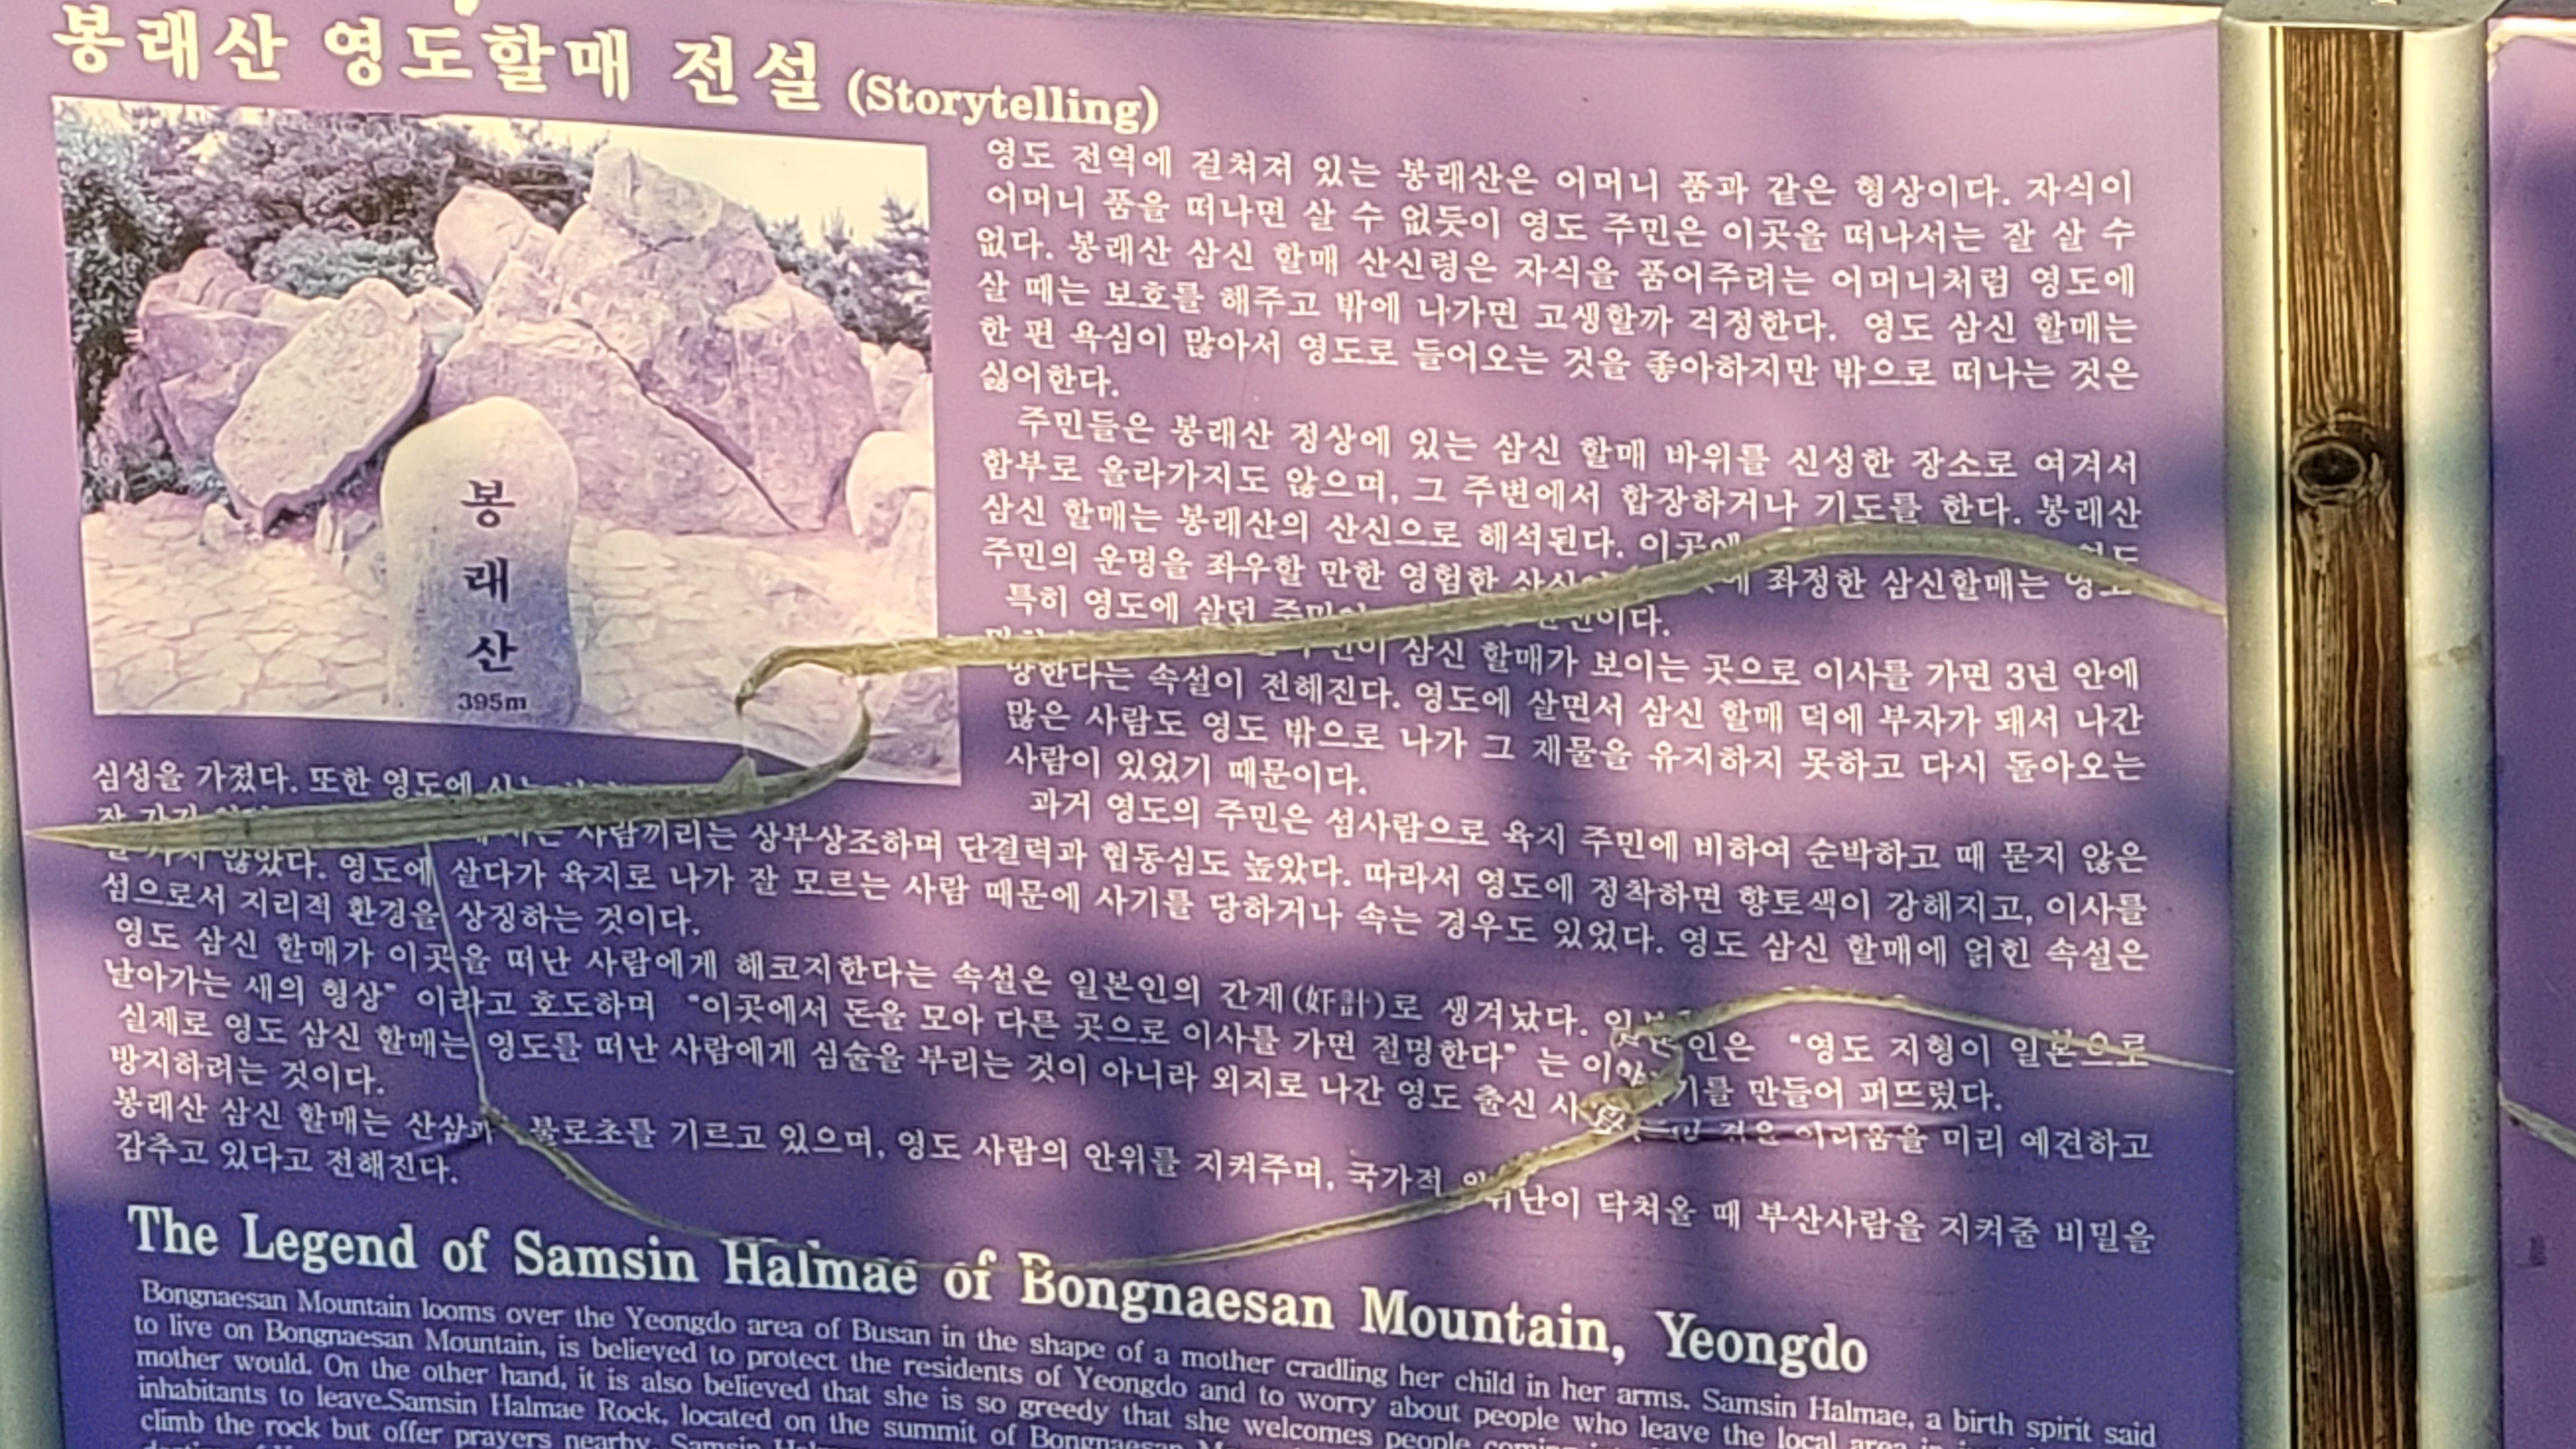 봉래산 영도할매 전설 (Storytelling)
영도 전역에 걸쳐져 있는 봉래산은 어머니 품과 같은 형상이다. 자식이
어머니 품을 떠나면 살 수 없듯이 영도 주민은 이곳을 떠나서는 잘 살 수
없다. 봉래산 삼신 할매 산신령은 자식을 품어주려는 어머니처럼 영도에
살 때는 보호를 해주고 밖에 나가면 고생할까 걱정한다. 영도 삼신 할매는
한 편 욕심이 많아서 영도로 들어오는 것을 좋아하지만 밖으로 떠나는 것은
싫어한다.
주민들은 봉래산 정상에 있는 삼신 할매 바위를 신성한 장소로 여겨서
함부로 올라가지도 않으며, 그 주변에서 합장하거나 기도를 한다. 봉래산
삼신 할매는 봉래산의 산신으로 해석된다. 이곳에 좌정한 삼신할매는 영도
주민의 운명을 좌우할 만한 영험한 이다.
특히 영도에 살던 주민이 삼신 할매가 보이는 곳으로 이사를 가면 3년 안에
망한다는 속설이 전해진다. 영도에 살면서 삼신 할매 덕에 부자가 돼서 나간
많은 사람도 영도 밖으로 나가 그 재물을 유지하지 못하고 다시 돌아오는
사람이 있었기 때문이다.
과거 영도의 주민은 섬사람으로 육지 주민에 비하여 순박하고 때 묻지 않은
심성을 가졌다. 또한 영도에 사는 사람끼리는 상부상조하며 단결력과 협동심도 높았다. 따라서 영도에 정착하면 향토색이 강해지고, 이사를
잘 가지 않았다. 영도에 살다가 육지로 나가 잘 모르는 사람 때문에 사기를 당하거나 속는 경우도 있었다. 영도 삼신 할매에 얽힌 속설은
섬으로서 지리적 환경을 상징하는 것이다.
영도 삼신 할매가 이곳을 떠난 사람에게 해코지한다는 속설은 일본인의 간계(奸計)로 생겨났다. 일본인은 “영도 지형이 일본으로
날아가는 새의 형상” 이라고 호도하며 “이곳에서 돈을 모아 다른 곳으로 이사를 가면 절명한다” 는 이야기를 만들어 퍼뜨렸다.
실제로 영도 삼신 할매는 영도를 떠난 사람에게 심술을 부리는 것이 아니라 외지로 나간 영도 출신 사람 어려움을 미리 예견하고
방지하려는 것이다.
봉래산 삼신 할매는 산삼과 불로초를 기르고 있으며, 영도 사람의 안위를 지켜주며, 국가적 위난이 닥쳐올 때 부산사람을 지켜줄 비밀을
감추고 있다고 전해진다.
봉
래
산
395m
The Legend of Samsin Halmae of Bongnaesan Mountain, Yeongdo
Bongnaesan Mountain looms over the Yeongdo area of Busan in the shape of a mother cradling her child in her arms. Samsin Halmae, a birth spirit said
to live on Bongnaesan Mountain, is believed to protect the residents of Yeongdo and to worry about people who leave the local area
mother would. On the other hand, it is also believed that she is so greedy that she welcomes people
inhabitants to leave.Samsin Halmae Rock, located on the summit of Bongnaesan
climb the rock but offer prayers nearby. Samsin